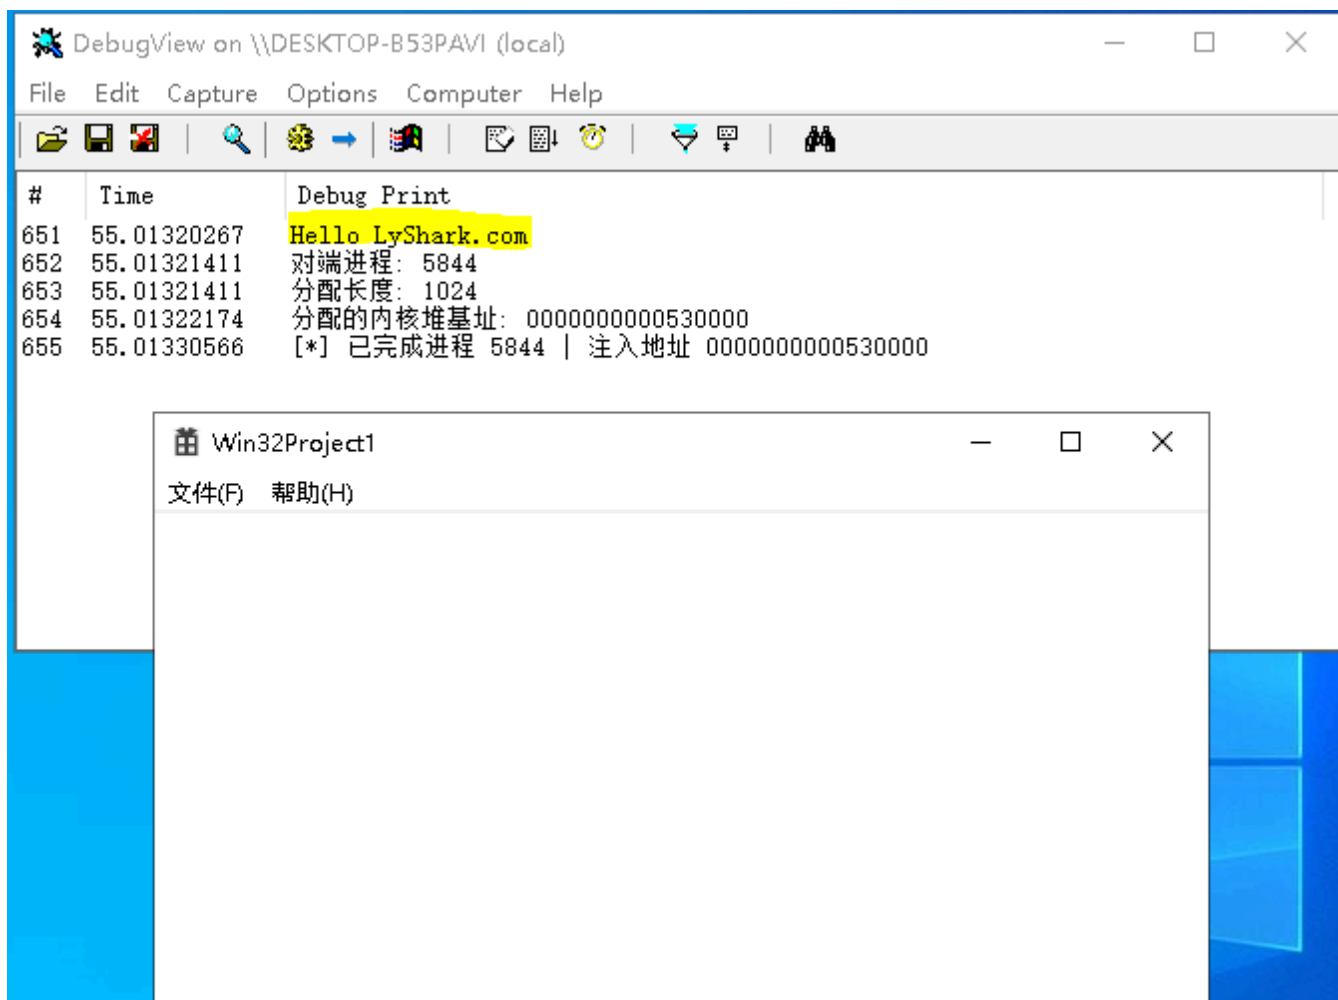 DebugView on \\DESKTOP-B53PAVI (local)
File Edit Capture Options Computer Help
# Time Debug Print
651 55.01320267 Hello LyShark.com
652 55.01321411 对端进程: 5844
653 55.01321411 分配长度: 1024
654 55.01322174 分配的内核堆基址: 0000000000530000
655 55.01330566 [*] 已完成进程 5844 | 注入地址 0000000000530000
Win32Project1
文件(F) 帮助(H)